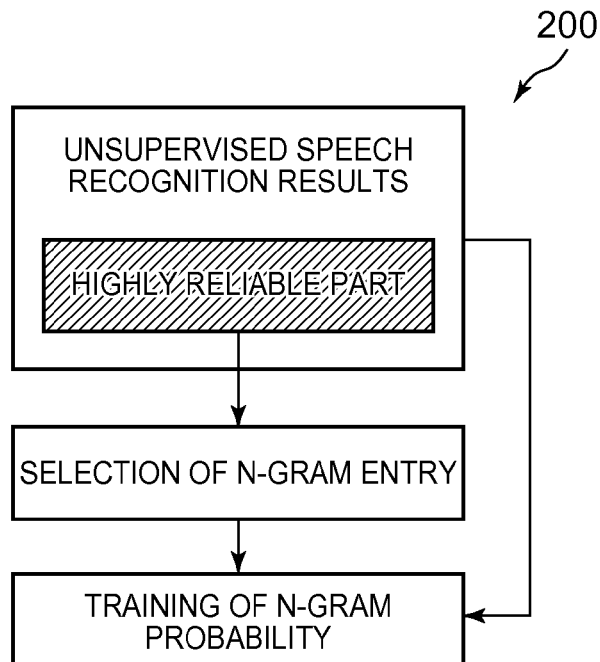 200
UNSUPERVISED SPEECH
RECOGNITION RESULTS
HIGHLY RELIABLE PART
SELECTION OF N-GRAM ENTRY
TRAINING OF N-GRAM
PROBABILITY